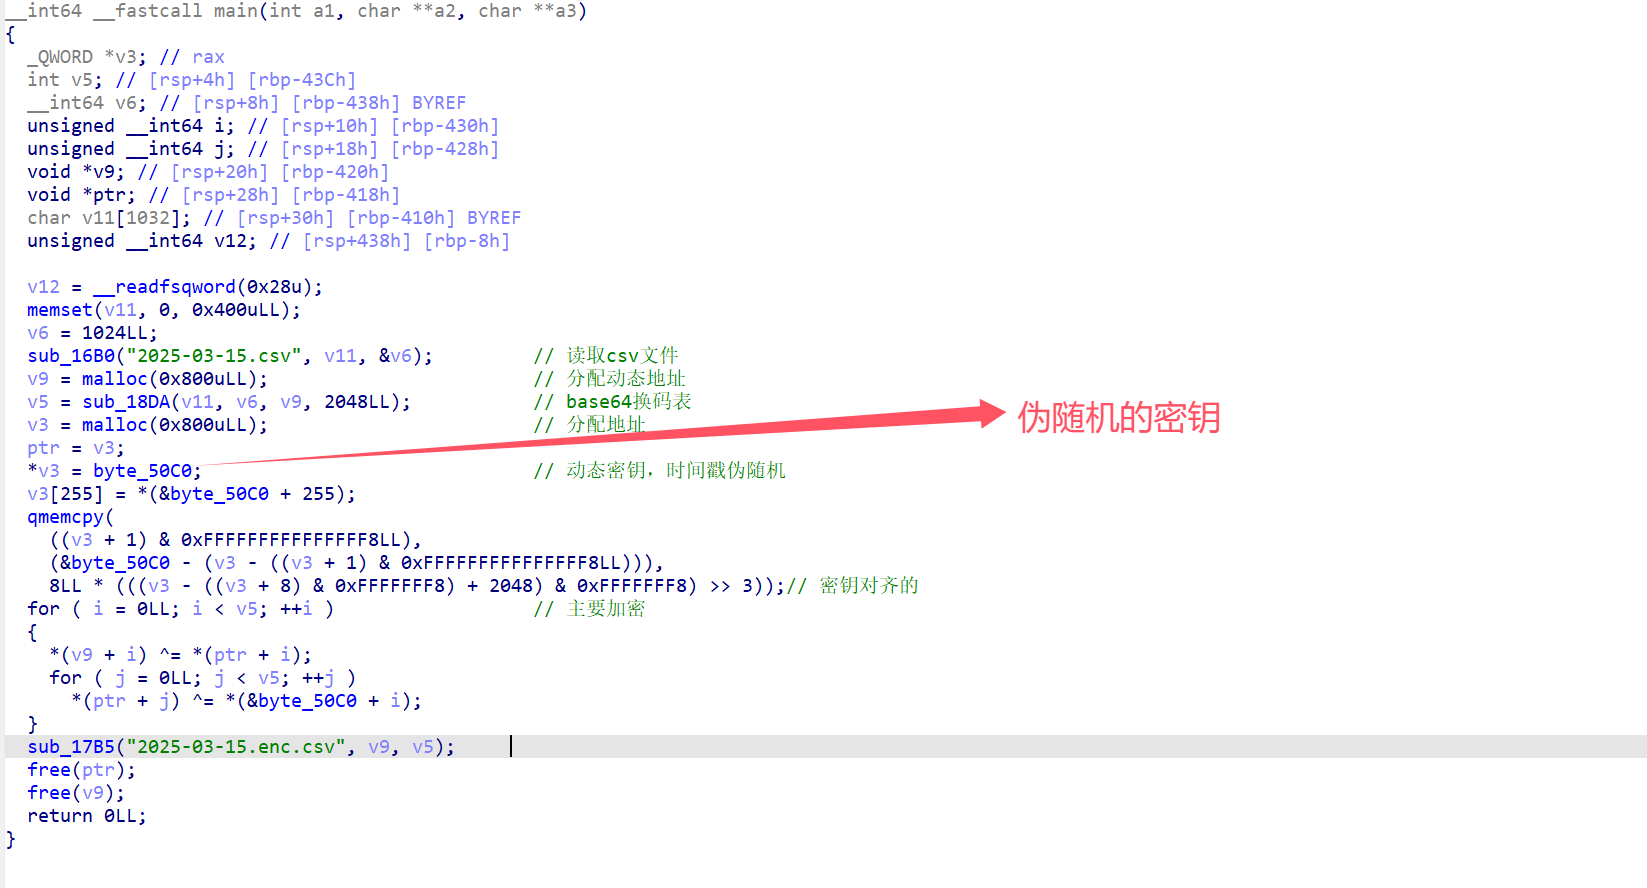 __int64 __fastcall main(int a1, char **a2, char **a3)
{
  _QWORD *v3; // rax
  int v5; // [rsp+4h] [rbp-43Ch]
  __int64 v6; // [rsp+8h] [rbp-438h] BYREF
  unsigned __int64 i; // [rsp+10h] [rbp-430h]
  unsigned __int64 j; // [rsp+18h] [rbp-428h]
  void *v9; // [rsp+20h] [rbp-420h]
  void *ptr; // [rsp+28h] [rbp-418h]
  char v11[1032]; // [rsp+30h] [rbp-410h] BYREF
  unsigned __int64 v12; // [rsp+438h] [rbp-8h]
  v12 = __readfsqword(0x28u);
  memset(v11, 0, 0x400uLL);
  v6 = 1024LL;
  sub_16B0("2025-03-15.csv", v11, &v6); // 读取csv文件
  v9 = malloc(0x800uLL); // 分配动态地址
  v5 = sub_18DA(v11, v6, v9, 2048LL); // base64换码表
  v3 = malloc(0x800uLL); // 分配地址
  ptr = v3;
  *v3 = byte_50C0; // 动态密钥，时间戳伪随机
  v3[255] = *(&byte_50C0 + 255);
  qmemcpy(
    ((v3 + 1) & 0xFFFFFFFFFFFFFFF8LL),
    (&byte_50C0 - (v3 - ((v3 + 1) & 0xFFFFFFFFFFFFFFF8LL))),
    8LL * (((v3 - ((v3 + 8) & 0xFFFFFFF8) + 2048) & 0xFFFFFFF8) >> 3));// 密钥对齐的
  for ( i = 0LL; i < v5; ++i ) // 主要加密
  {
    *(v9 + i) ^= *(ptr + i);
    for ( j = 0LL; j < v5; ++j )
      *(ptr + j) ^= *(&byte_50C0 + i);
  }
  sub_17B5("2025-03-15.enc.csv", v9, v5);
  free(ptr);
  free(v9);
  return 0LL;
}
伪随机的密钥